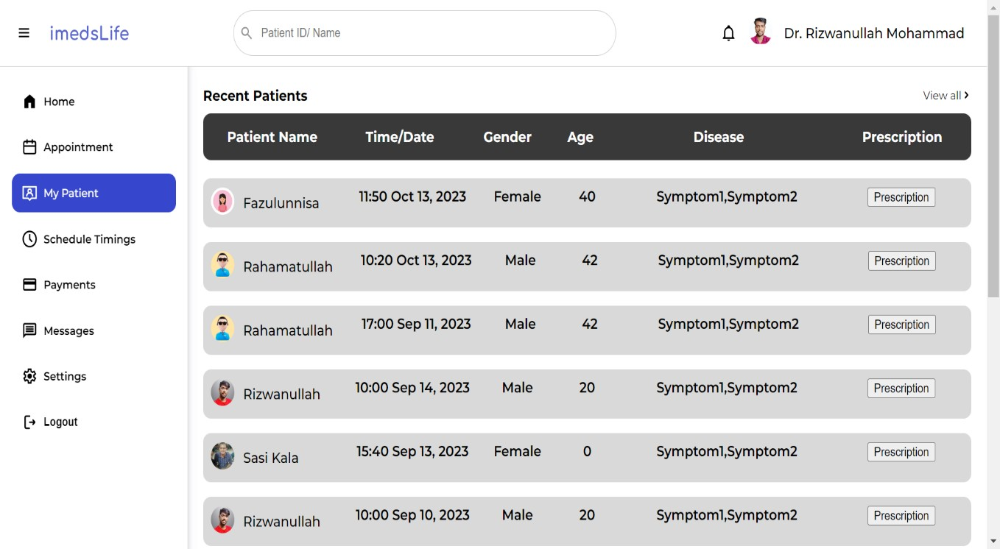 imedsLife
Patient ID/ Name
Dr. Rizwanullah Mohammad
Home
Appointment
My Patient
Schedule Timings
Payments
Messages
Settings
Logout
Recent Patients
View all
Patient Name Time/Date Gender Age Disease Prescription
Fazulunnisa 11:50 Oct 13, 2023 Female 40 Symptom1,Symptom2 Prescription
Rahamatullah 10:20 Oct 13, 2023 Male 42 Symptom1,Symptom2 Prescription
Rahamatullah 17:00 Sep 11, 2023 Male 42 Symptom1,Symptom2 Prescription
Rizwanullah 10:00 Sep 14, 2023 Male 20 Symptom1,Symptom2 Prescription
Sasi Kala 15:40 Sep 13, 2023 Female 0 Symptom1,Symptom2 Prescription
Rizwanullah 10:00 Sep 10, 2023 Male 20 Symptom1,Symptom2 Prescription